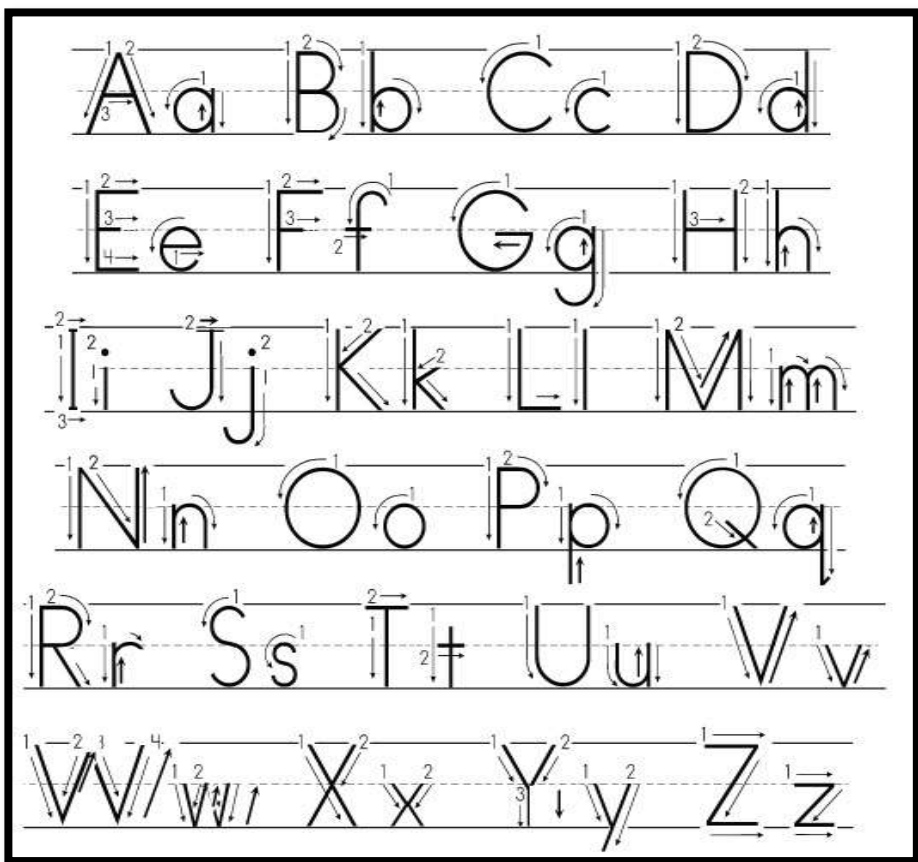 Aa Bb Cc Dd
Ee Ff Gg Hh
Ii Jj Kk Ll Mm
Nn Oo Pp Qq
Rr Ss Tt Uu Vv
Ww Xx Yy Zz